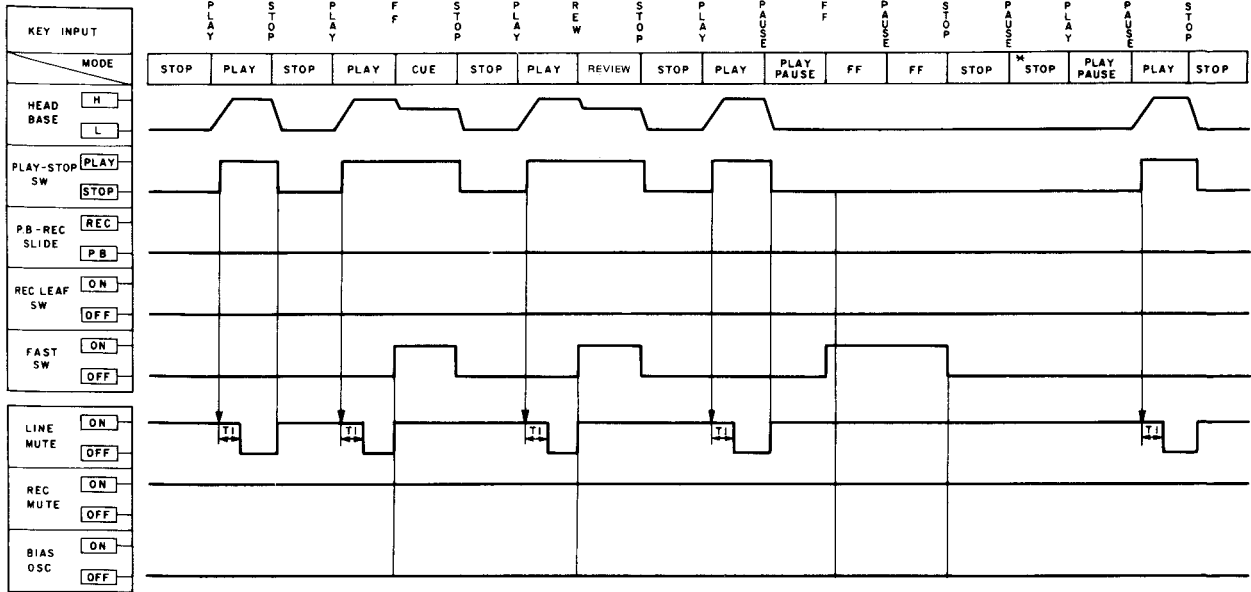 KEY INPUT
PLAY STOP PLAY FF STOP PLAY REW STOP PLAY PAUSE FF PAUSE STOP PAUSE PLAY PAUSE STOP
MODE
STOP PLAY STOP PLAY CUE STOP PLAY REVIEW STOP PLAY PLAY PAUSE FF FF STOP *STOP PLAY PAUSE PLAY STOP
HEAD BASE
H
L
PLAY-STOP SW
PLAY
STOP
P.B-REC SLIDE
REC
PB
REC LEAF SW
ON
OFF
FAST SW
ON
OFF
LINE MUTE
ON
OFF
T1 T1 T1 T1 T1
REC MUTE
ON
OFF
BIAS OSC
ON
OFF